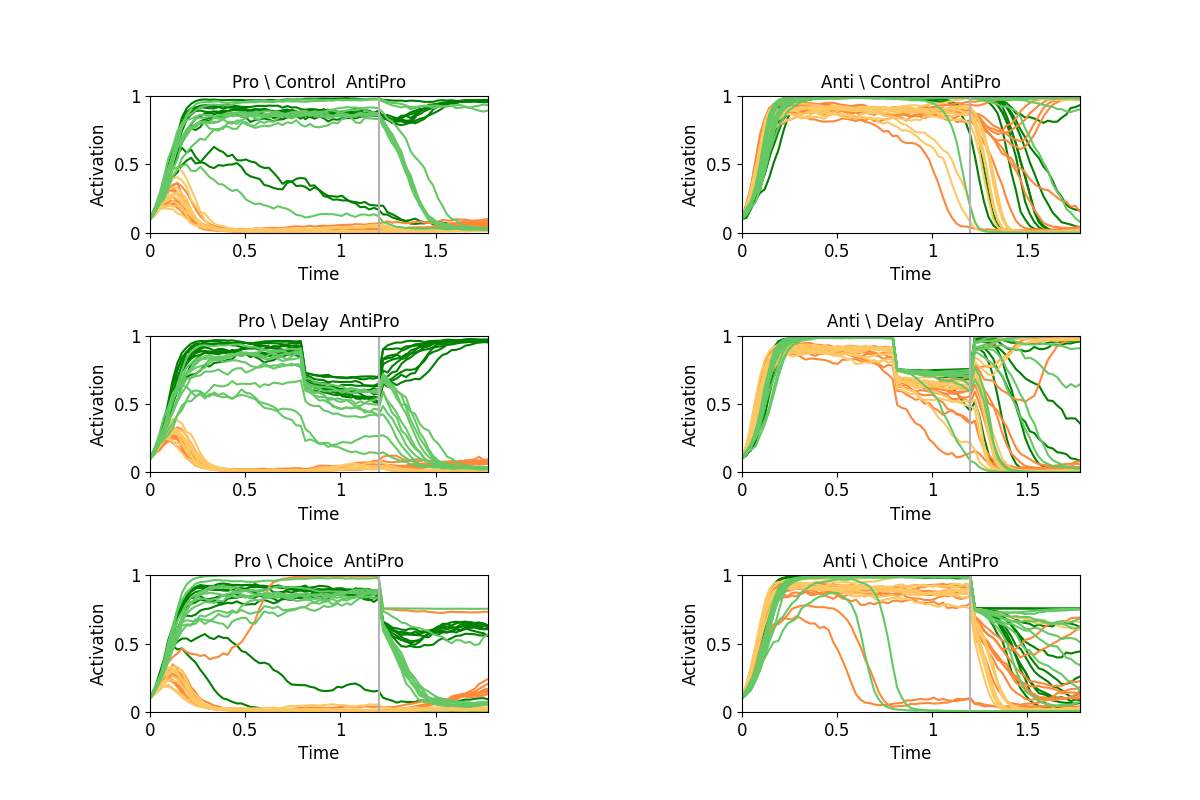 Pro \ Control  AntiPro
1
0.5
0
Activation
0 0.5 1 1.5
Time
Anti \ Control  AntiPro
1
0.5
0
Activation
0 0.5 1 1.5
Time
Pro \ Delay  AntiPro
1
0.5
0
Activation
0 0.5 1 1.5
Time
Anti \ Delay  AntiPro
1
0.5
0
Activation
0 0.5 1 1.5
Time
Pro \ Choice  AntiPro
1
0.5
0
Activation
0 0.5 1 1.5
Time
Anti \ Choice  AntiPro
1
0.5
0
Activation
0 0.5 1 1.5
Time